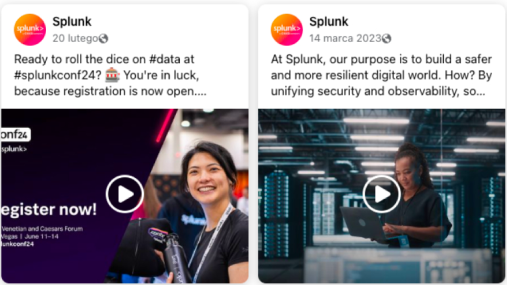 Splunk
20 lutego
Ready to roll the dice on #data at
#splunkconf24? 🎰 You're in luck,
because registration is now open....
onf24
splunk>
egister now!
Venetian and Caesars Forum
Vegas | June 11–14
lunkconf24
Splunk
14 marca 2023
At Splunk, our purpose is to build a safer
and more resilient digital world. How? By
unifying security and observability, so...
splunk>
splunk>